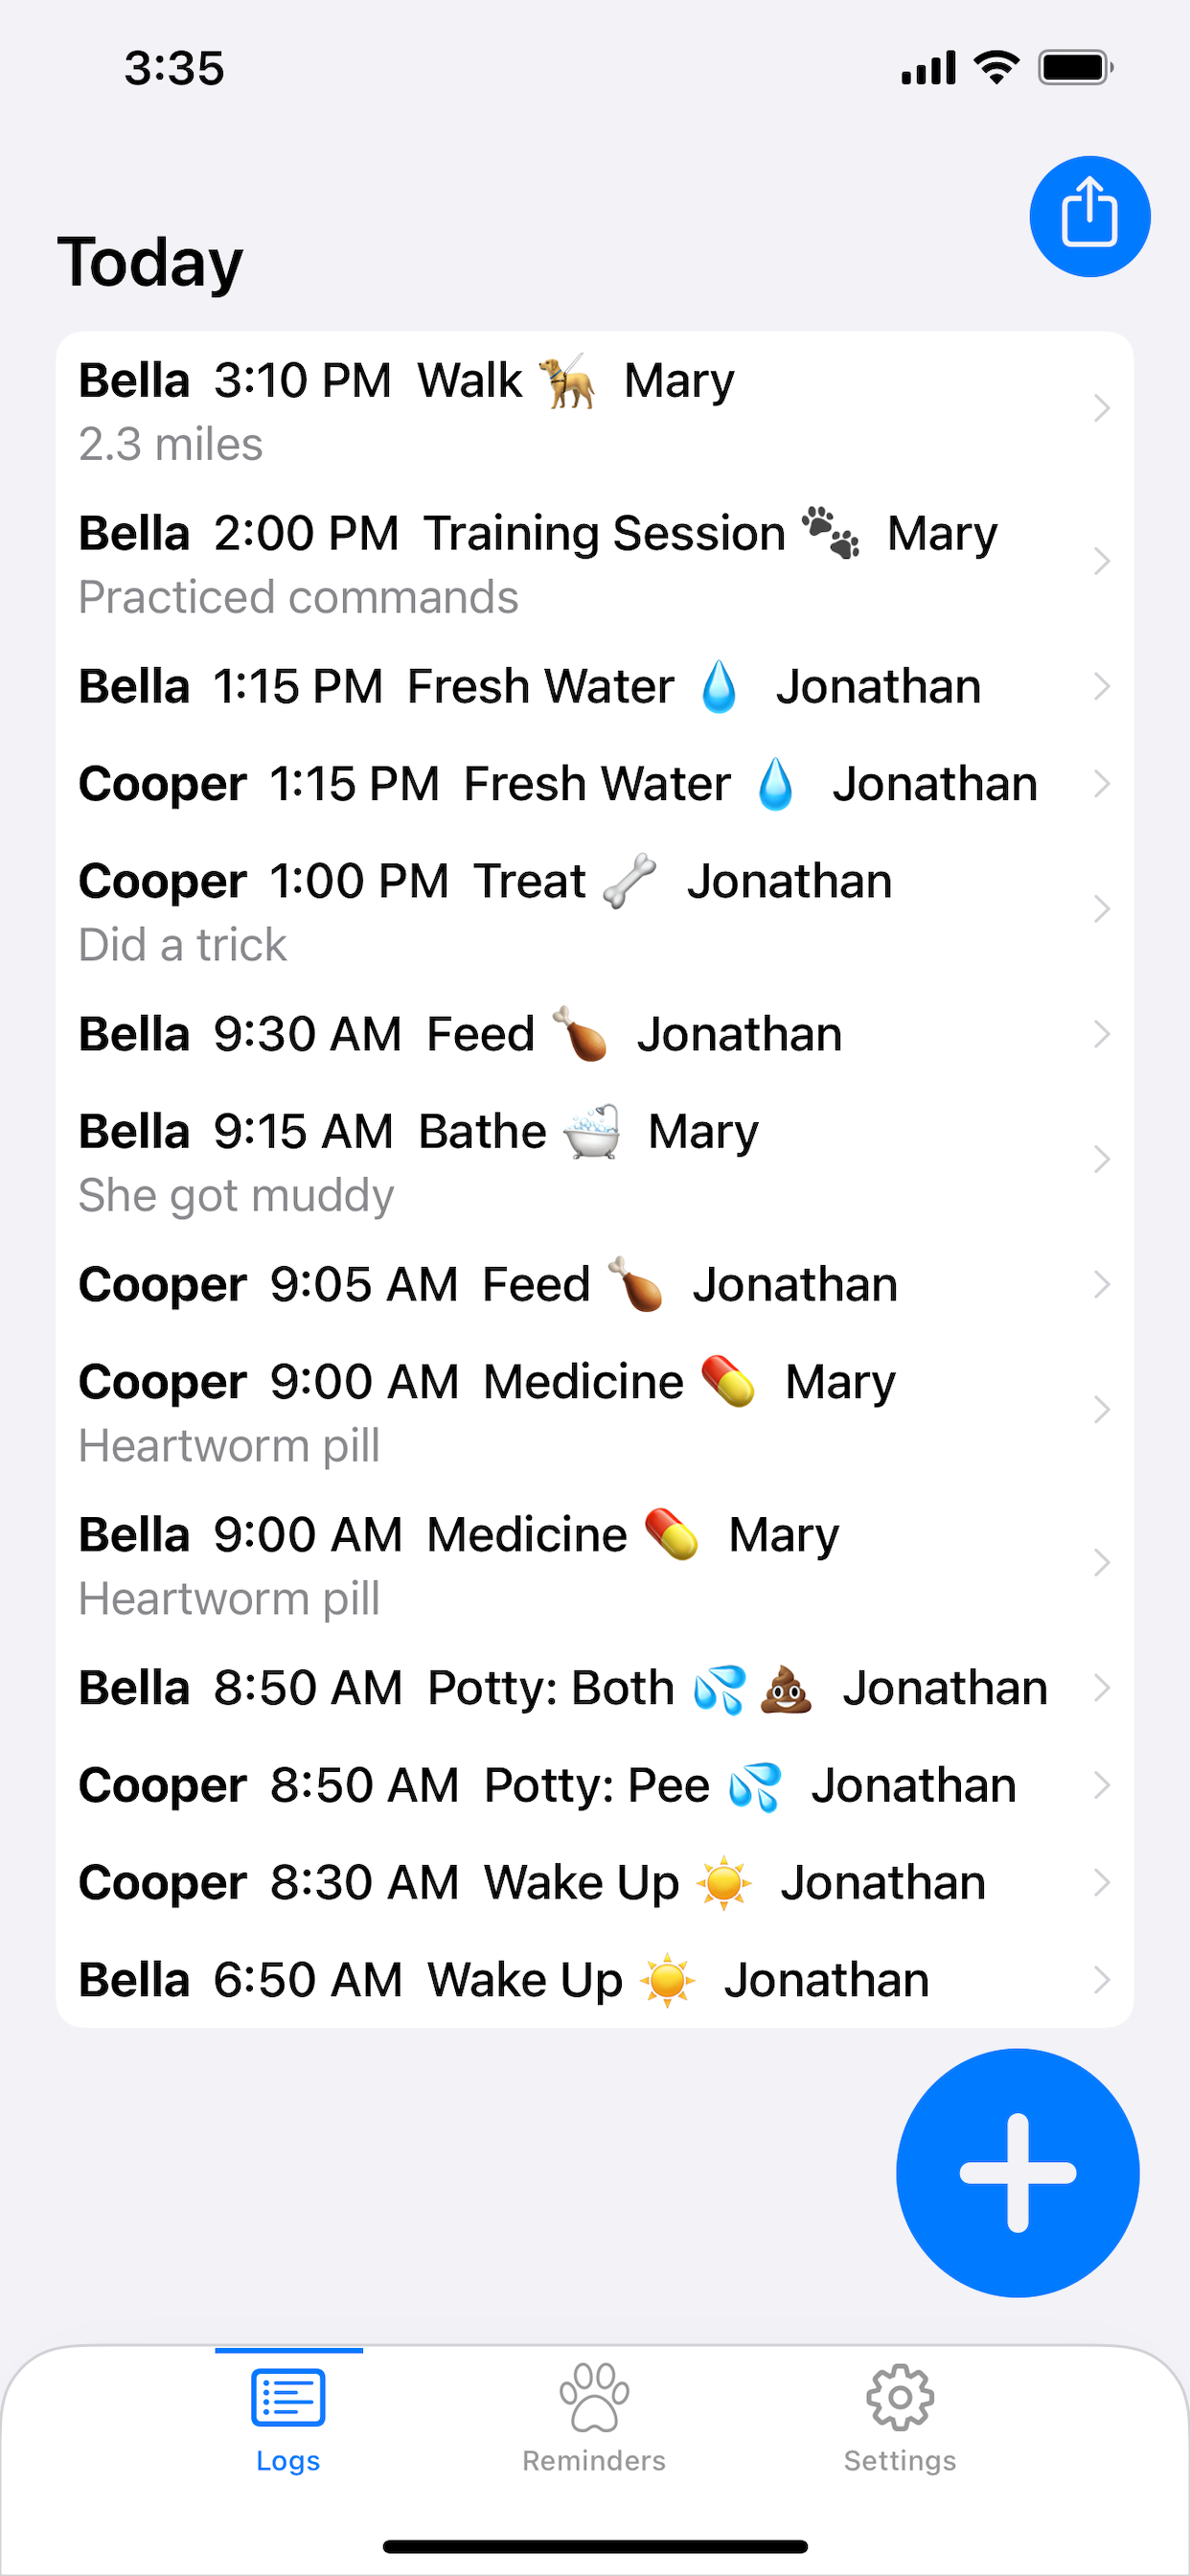 3:35
Today
Bella 3:10 PM Walk 🦮 Mary
2.3 miles
Bella 2:00 PM Training Session 🐾 Mary
Practiced commands
Bella 1:15 PM Fresh Water 💧 Jonathan
Cooper 1:15 PM Fresh Water 💧 Jonathan
Cooper 1:00 PM Treat 🦴 Jonathan
Did a trick
Bella 9:30 AM Feed 🍗 Jonathan
Bella 9:15 AM Bathe 🛁 Mary
She got muddy
Cooper 9:05 AM Feed 🍗 Jonathan
Cooper 9:00 AM Medicine 💊 Mary
Heartworm pill
Bella 9:00 AM Medicine 💊 Mary
Heartworm pill
Bella 8:50 AM Potty: Both 💦💩 Jonathan
Cooper 8:50 AM Potty: Pee 💦 Jonathan
Cooper 8:30 AM Wake Up ☀️ Jonathan
Bella 6:50 AM Wake Up ☀️ Jonathan
Logs
Reminders
Settings